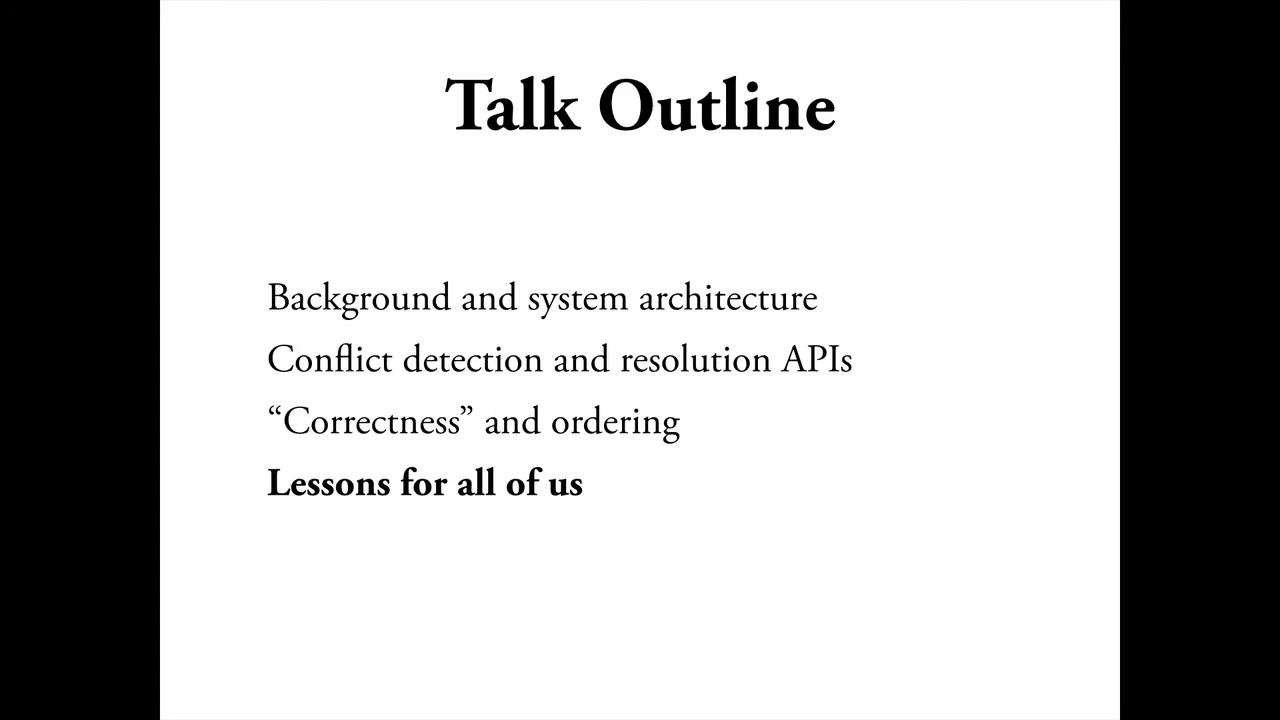 Talk Outline
Background and system architecture
Conflict detection and resolution APIs
“Correctness” and ordering
Lessons for all of us